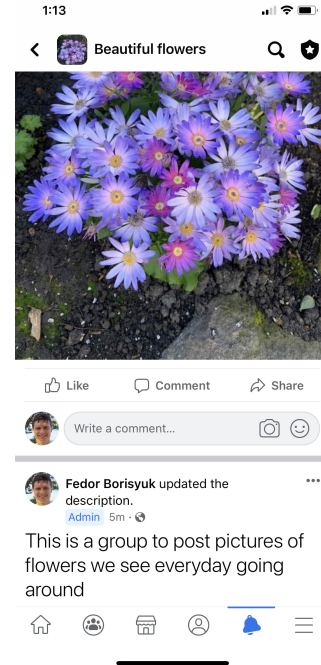 1:13
Beautiful flowers
Like
Comment
Share
Write a comment...
Fedor Borisyuk updated the
description.
Admin 5m ·
This is a group to post pictures of
flowers we see everyday going
around